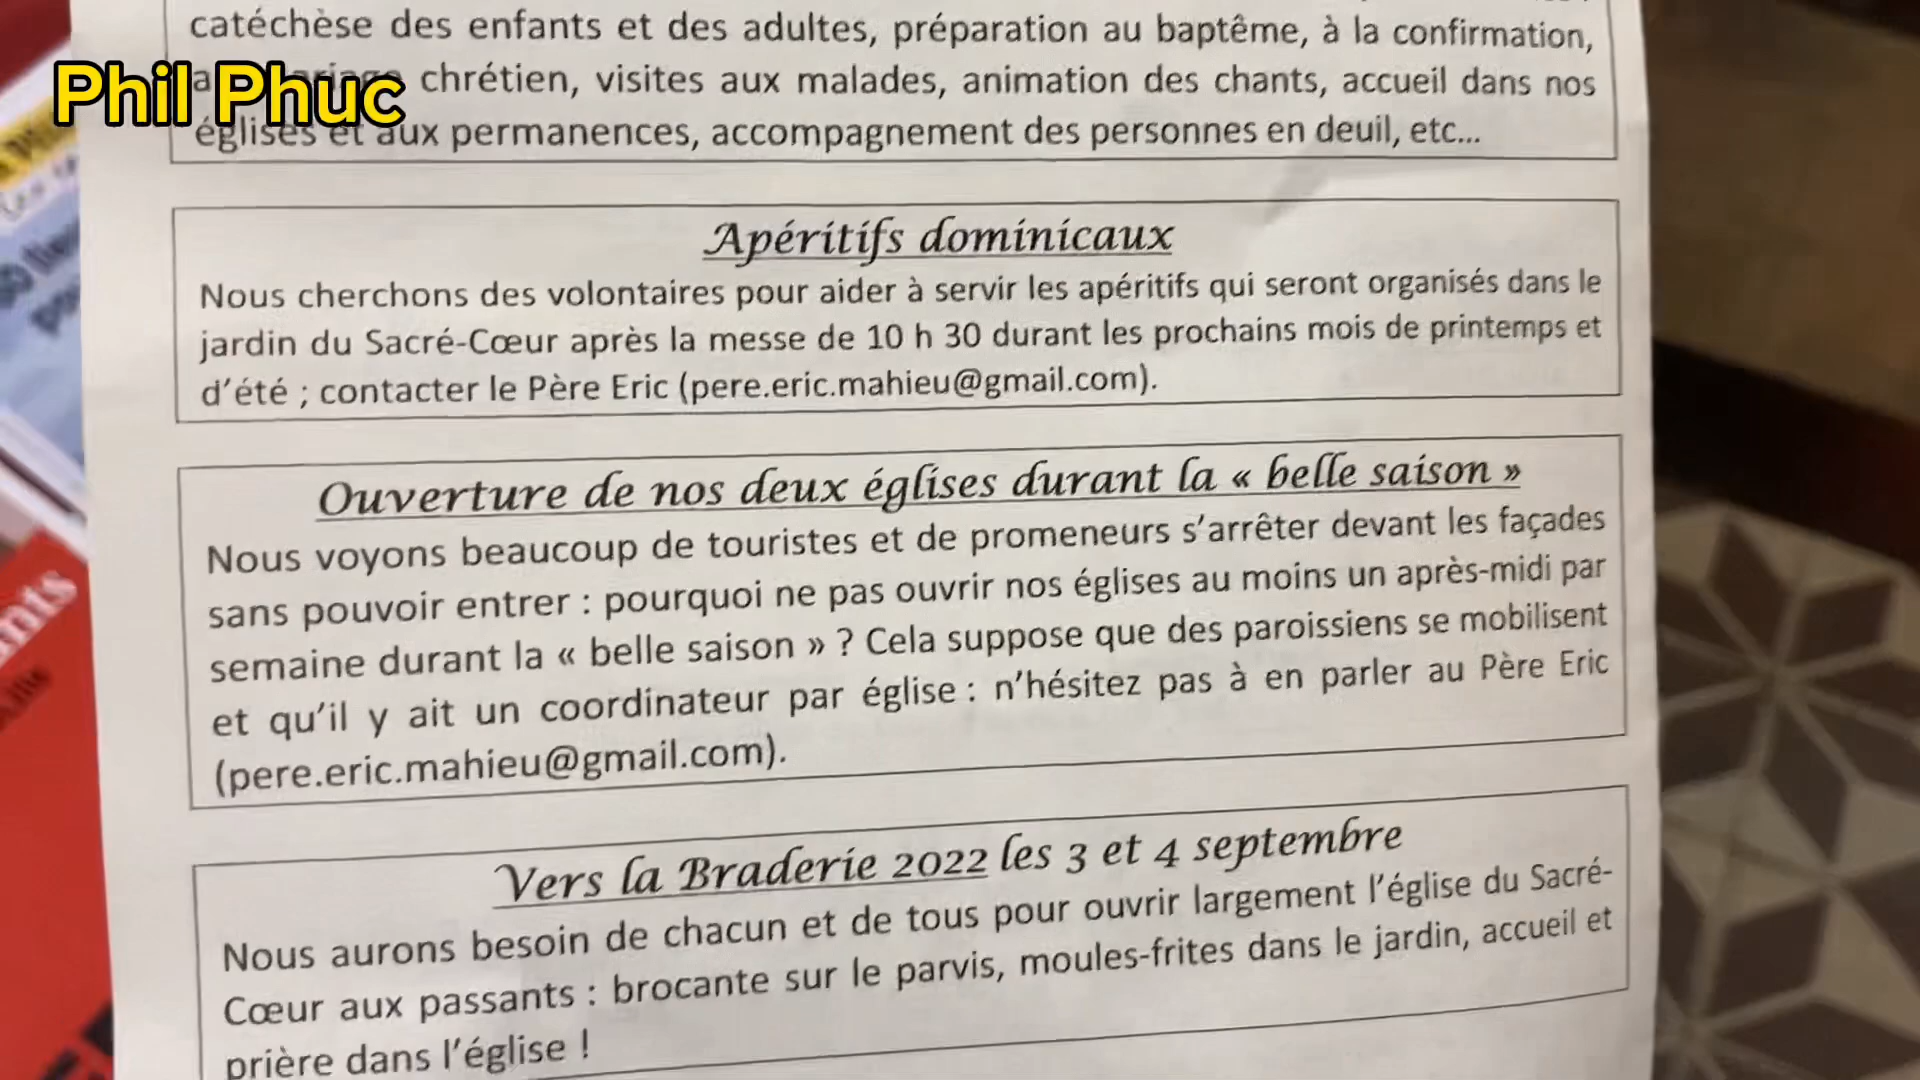 catéchèse des enfants et des adultes, préparation au baptême, à la confirmation,
Phil Phuc
chrétien, visites aux malades, animation des chants, accueil dans nos
églises et aux permanences, accompagnement des personnes en deuil, etc...
Apéritifs dominicaux
Nous cherchons des volontaires pour aider à servir les apéritifs qui seront organisés dans le
jardin du Sacré-Cœur après la messe de 10 h 30 durant les prochains mois de printemps et
d'été ; contacter le Père Eric (pere.eric.mahieu@gmail.com).
Ouverture de nos deux églises durant la « belle saison »
Nous voyons beaucoup de touristes et de promeneurs s'arrêter devant les façades
sans pouvoir entrer : pourquoi ne pas ouvrir nos églises au moins un après-midi par
semaine durant la « belle saison » ? Cela suppose que des paroissiens se mobilisent
et qu'il y ait un coordinateur par église : n'hésitez pas à en parler au Père Eric
(pere.eric.mahieu@gmail.com).
Vers la Braderie 2022 les 3 et 4 septembre
Nous aurons besoin de chacun et de tous pour ouvrir largement l'église du Sacré-
Cœur aux passants : brocante sur le parvis, moules-frites dans le jardin, accueil et
prière dans l'église !